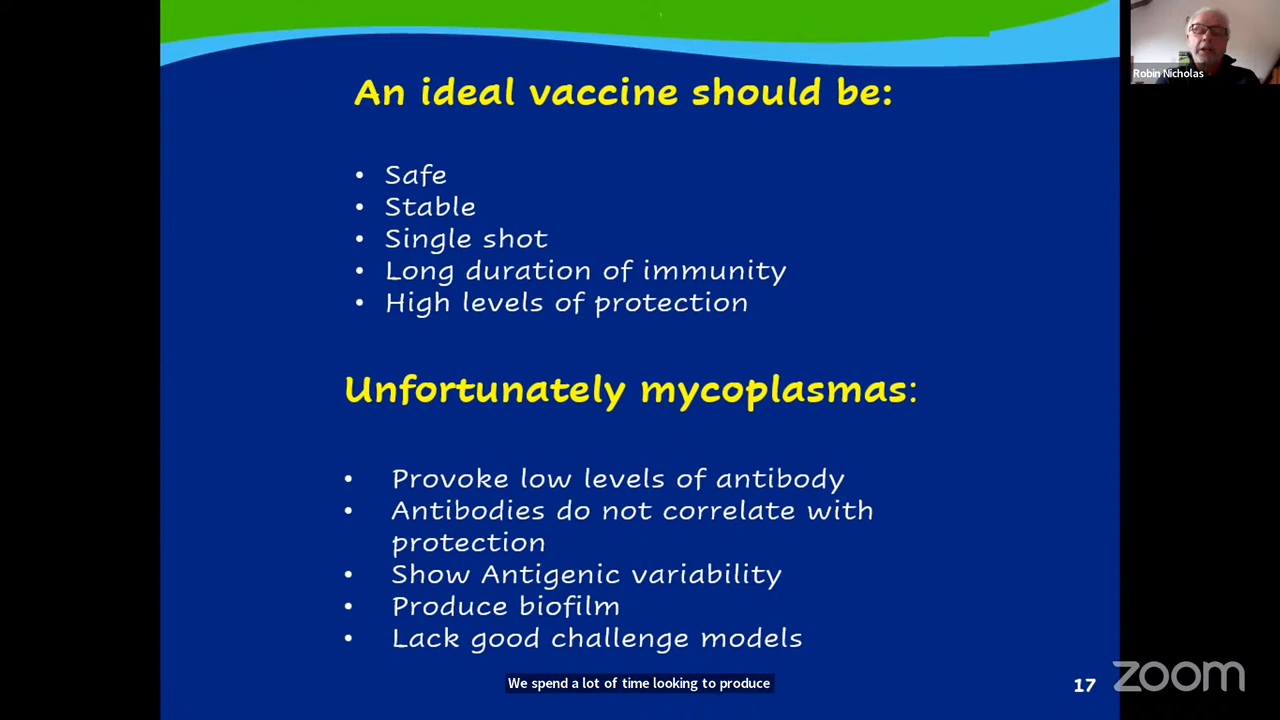 An ideal vaccine should be:
• Safe
• Stable
• Single shot
• Long duration of immunity
• High levels of protection
Unfortunately mycoplasmas:
• Provoke low levels of antibody
• Antibodies do not correlate with
protection
• Show Antigenic variability
• Produce biofilm
• Lack good challenge models
We spend a lot of time looking to produce
17
zoom
Robin Nicholas